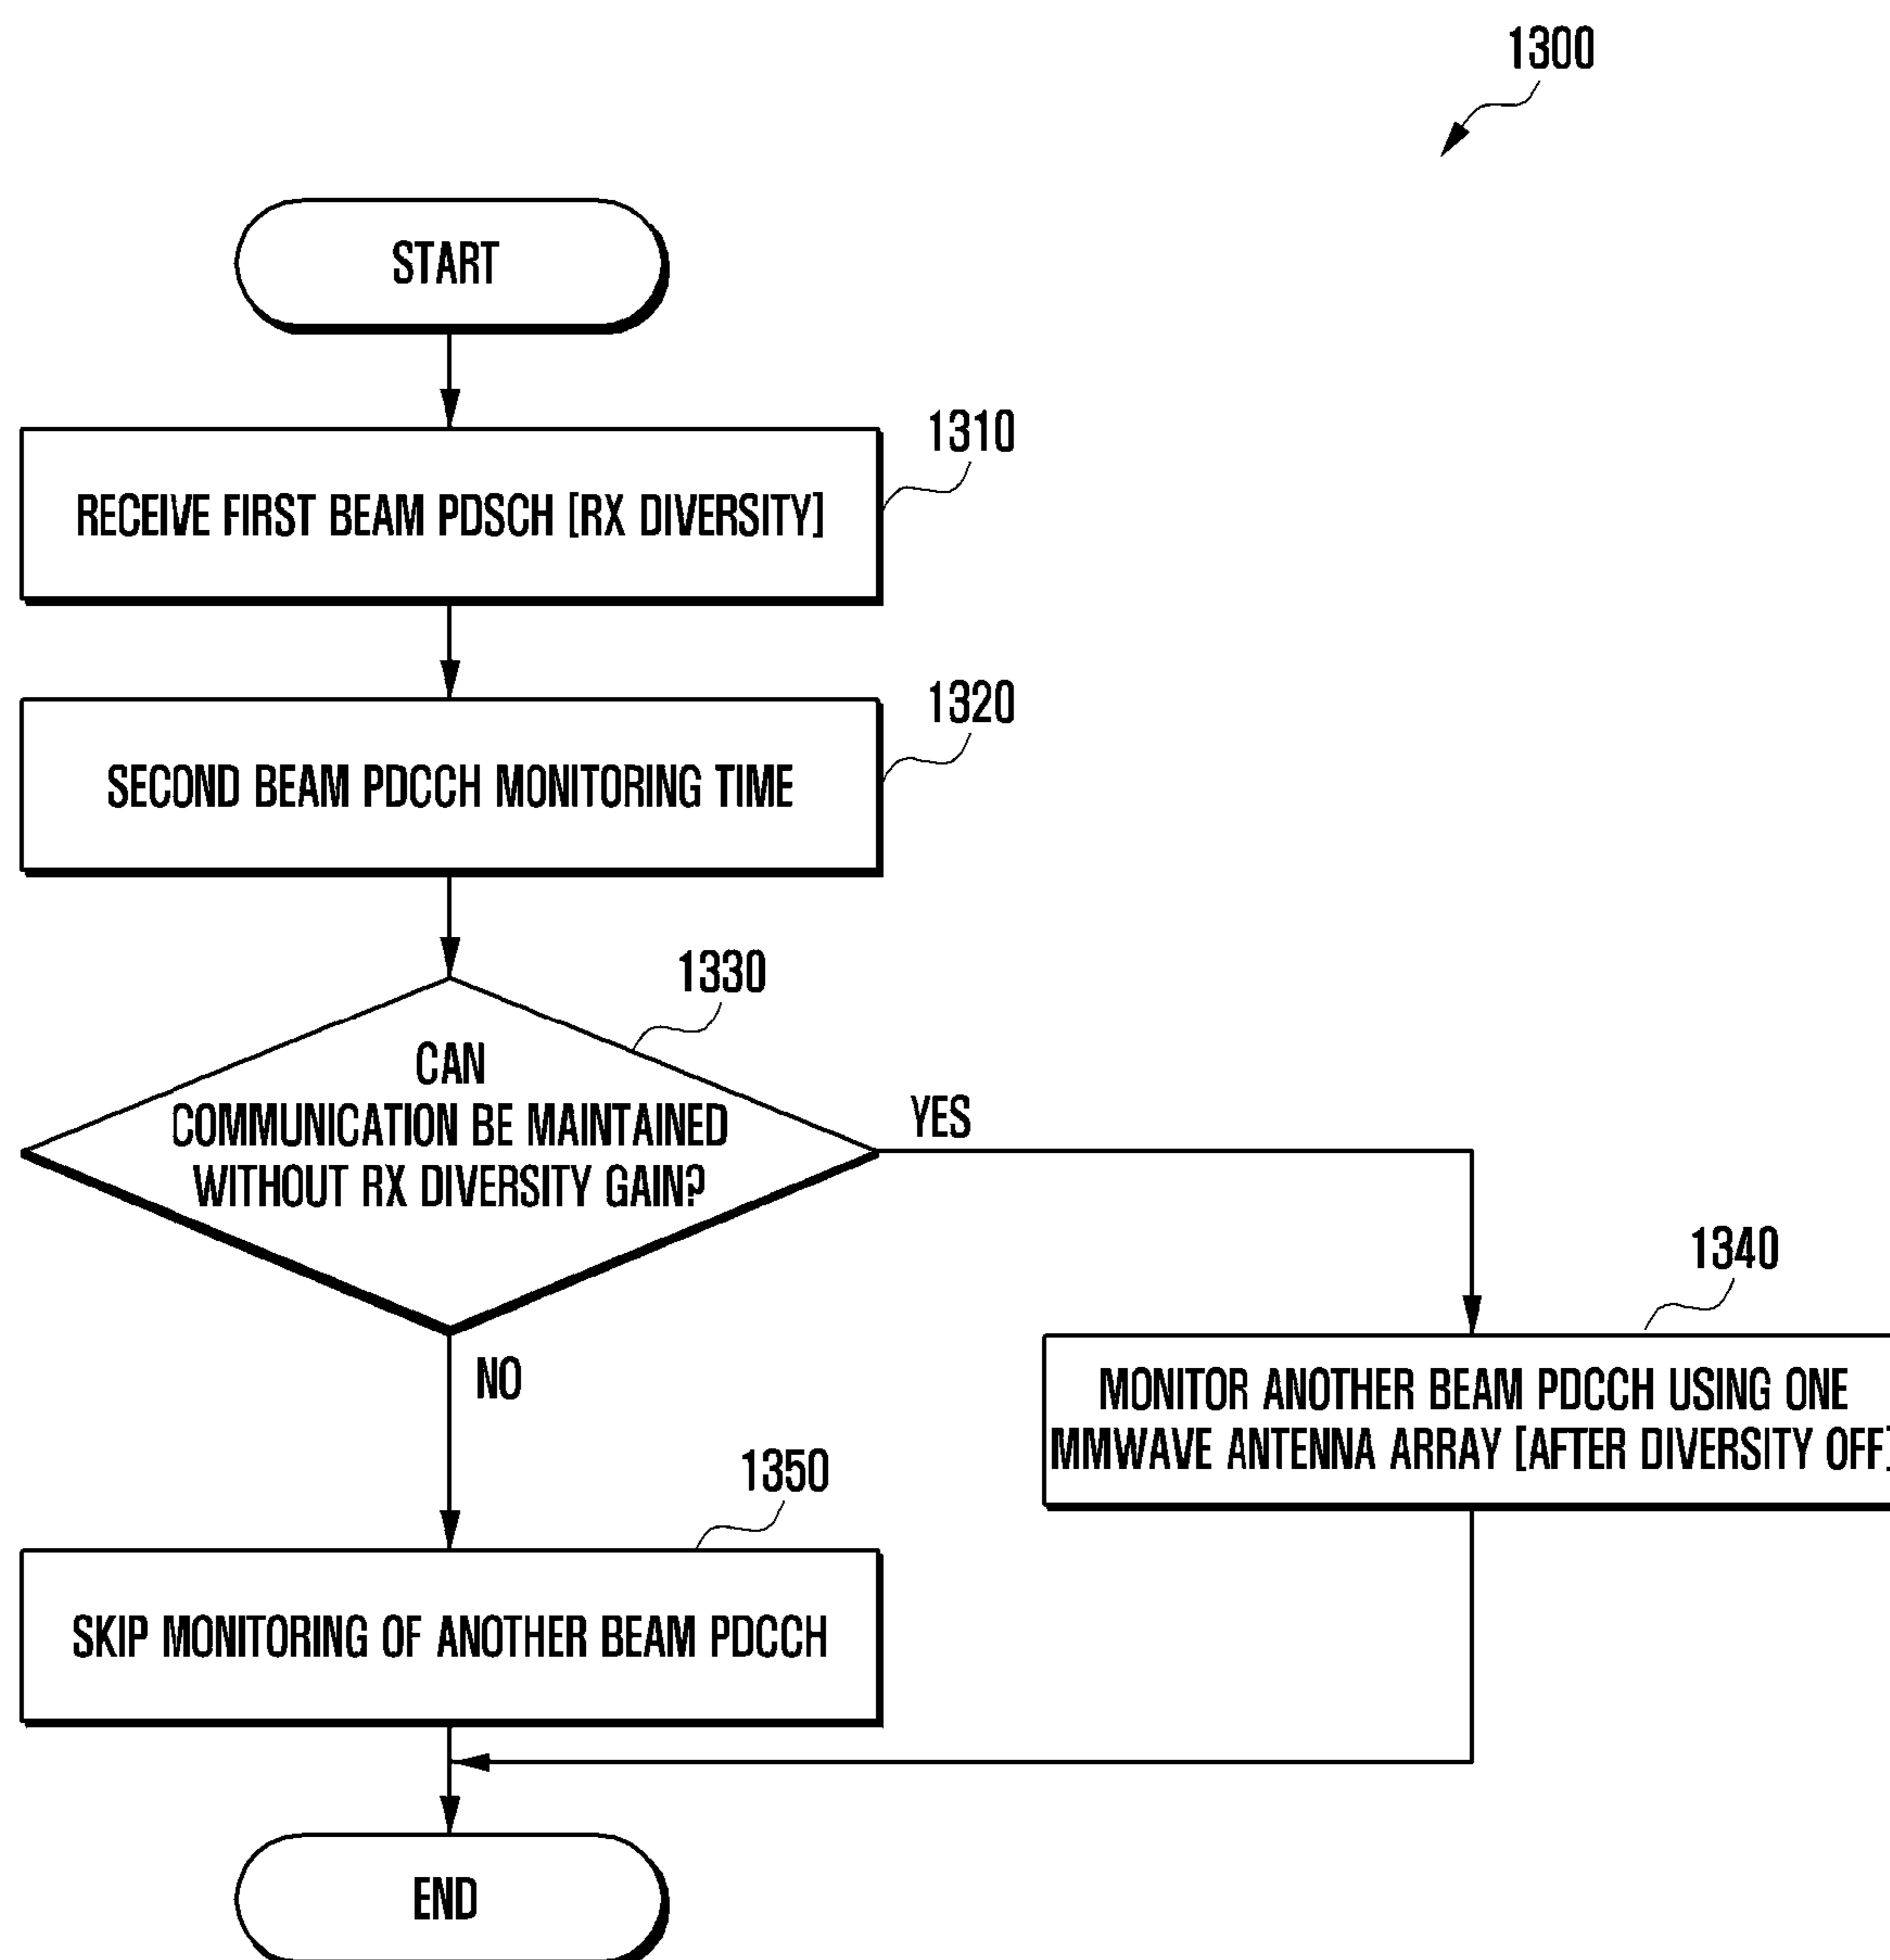 1300
START
1310
RECEIVE FIRST BEAM PDSCH [RX DIVERSITY]
1320
SECOND BEAM PDCCH MONITORING TIME
1330
CAN
COMMUNICATION BE MAINTAINED
WITHOUT RX DIVERSITY GAIN?
YES
NO
1340
MONITOR ANOTHER BEAM PDCCH USING ONE
MMWAVE ANTENNA ARRAY [AFTER DIVERSITY OFF]
1350
SKIP MONITORING OF ANOTHER BEAM PDCCH
END